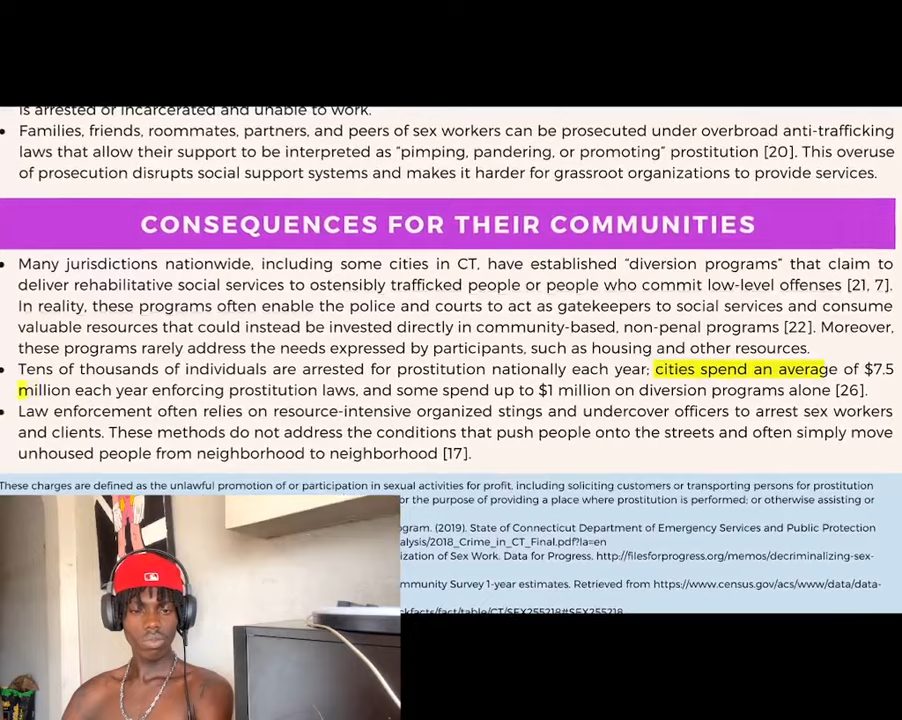 is arrested or incarcerated and unable to work.
• Families, friends, roommates, partners, and peers of sex workers can be prosecuted under overbroad anti-trafficking
laws that allow their support to be interpreted as “pimping, pandering, or promoting” prostitution [20]. This overuse
of prosecution disrupts social support systems and makes it harder for grassroot organizations to provide services.
CONSEQUENCES FOR THEIR COMMUNITIES
• Many jurisdictions nationwide, including some cities in CT, have established “diversion programs” that claim to
deliver rehabilitative social services to ostensibly trafficked people or people who commit low-level offenses [21, 7].
In reality, these programs often enable the police and courts to act as gatekeepers to social services and consume
valuable resources that could instead be invested directly in community-based, non-penal programs [22]. Moreover,
these programs rarely address the needs expressed by participants, such as housing and other resources.
• Tens of thousands of individuals are arrested for prostitution nationally each year; cities spend an average of $7.5
million each year enforcing prostitution laws, and some spend up to $1 million on diversion programs alone [26].
• Law enforcement often relies on resource-intensive organized stings and undercover officers to arrest sex workers
and clients. These methods do not address the conditions that push people onto the streets and often simply move
unhoused people from neighborhood to neighborhood [17].
These charges are defined as the unlawful promotion of or participation in sexual activities for profit, including soliciting customers or transporting persons for prostitution
or the purpose of providing a place where prostitution is performed; or otherwise assisting or
gram. (2019). State of Connecticut Department of Emergency Services and Public Protection
alysis/2018_Crime_in_CT_Final.pdf?la=en
ization of Sex Work. Data for Progress. http://filesforprogress.org/memos/decriminalizing-sex-
mmunity Survey 1-year estimates. Retrieved from https://www.census.gov/acs/www/data/data-
ckfacts/fact/table/CT/SEX255218#SEX255218